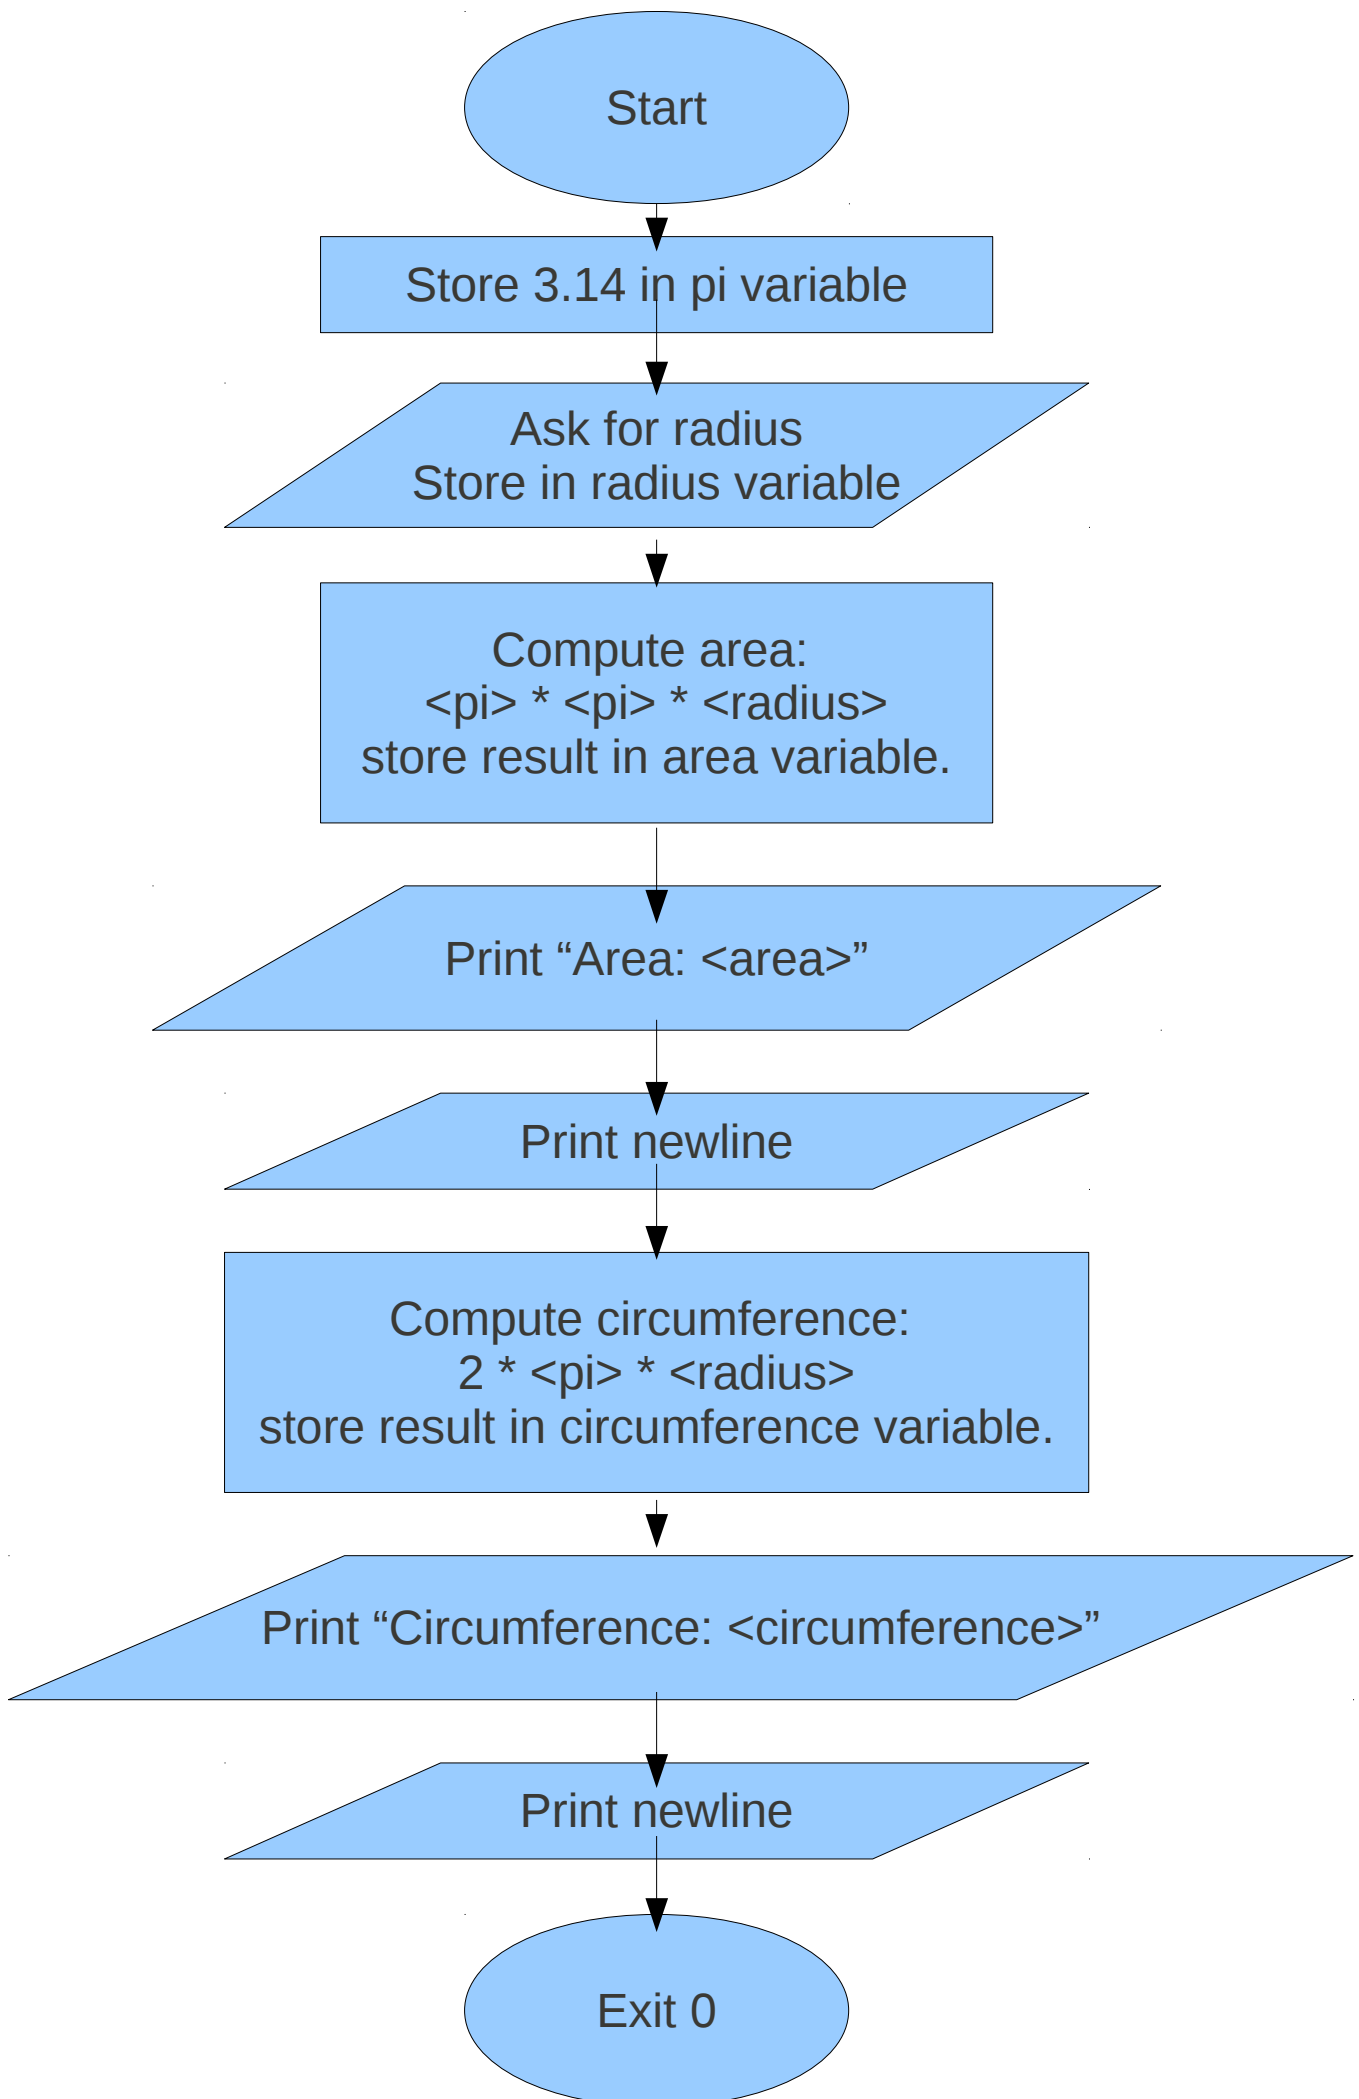 Start
Store 3.14 in pi variable
Ask for radius
Store in radius variable
Compute area:
<pi> * <pi> * <radius>
store result in area variable.
Print “Area: <area>”
Print newline
Compute circumference:
2 * <pi> * <radius>
store result in circumference variable.
Print “Circumference: <circumference>”
Print newline
Exit 0